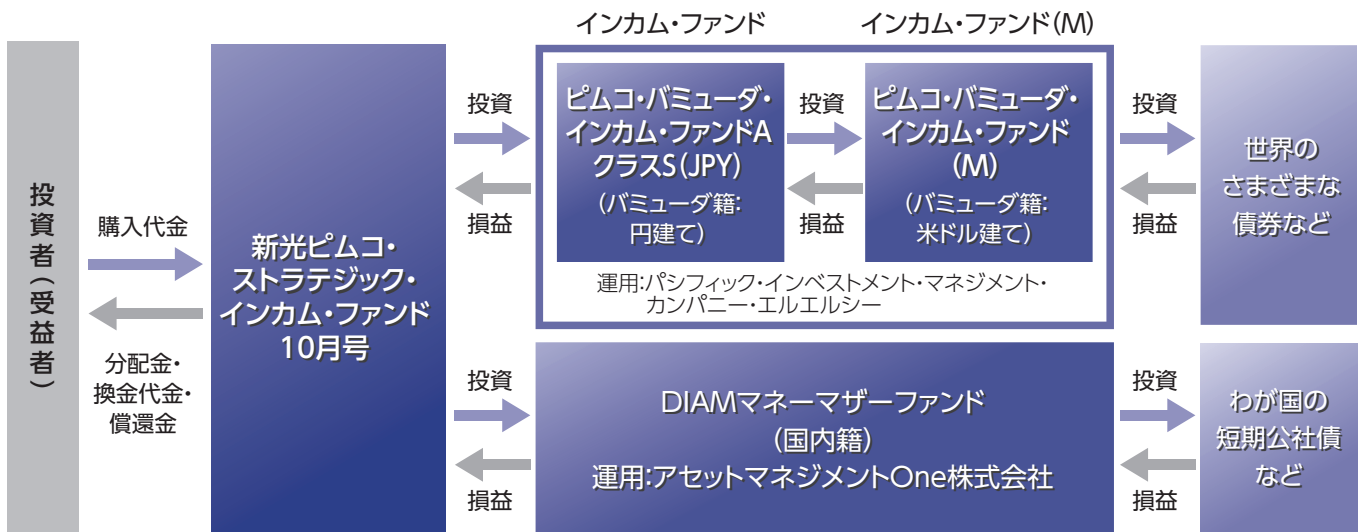 インカム・ファンド
インカム・ファンド(M)
投資者(受益者)
購入代金
分配金・
換金代金・
償還金
新光ピムコ・
ストラテジック・
インカム・ファンド
10月号
投資
損益
ピムコ・バミューダ・
インカム・ファンドA
クラスS(JPY)
(バミューダ籍:
円建て)
投資
損益
ピムコ・バミューダ・
インカム・ファンド
(M)
(バミューダ籍:
米ドル建て)
運用:パシフィック・インベストメント・マネジメント・
カンパニー・エルエルシー
投資
損益
世界の
さまざまな
債券など
投資
損益
DIAMマネーマザーファンド
(国内籍)
運用:アセットマネジメントOne株式会社
投資
損益
わが国の
短期公社債
など